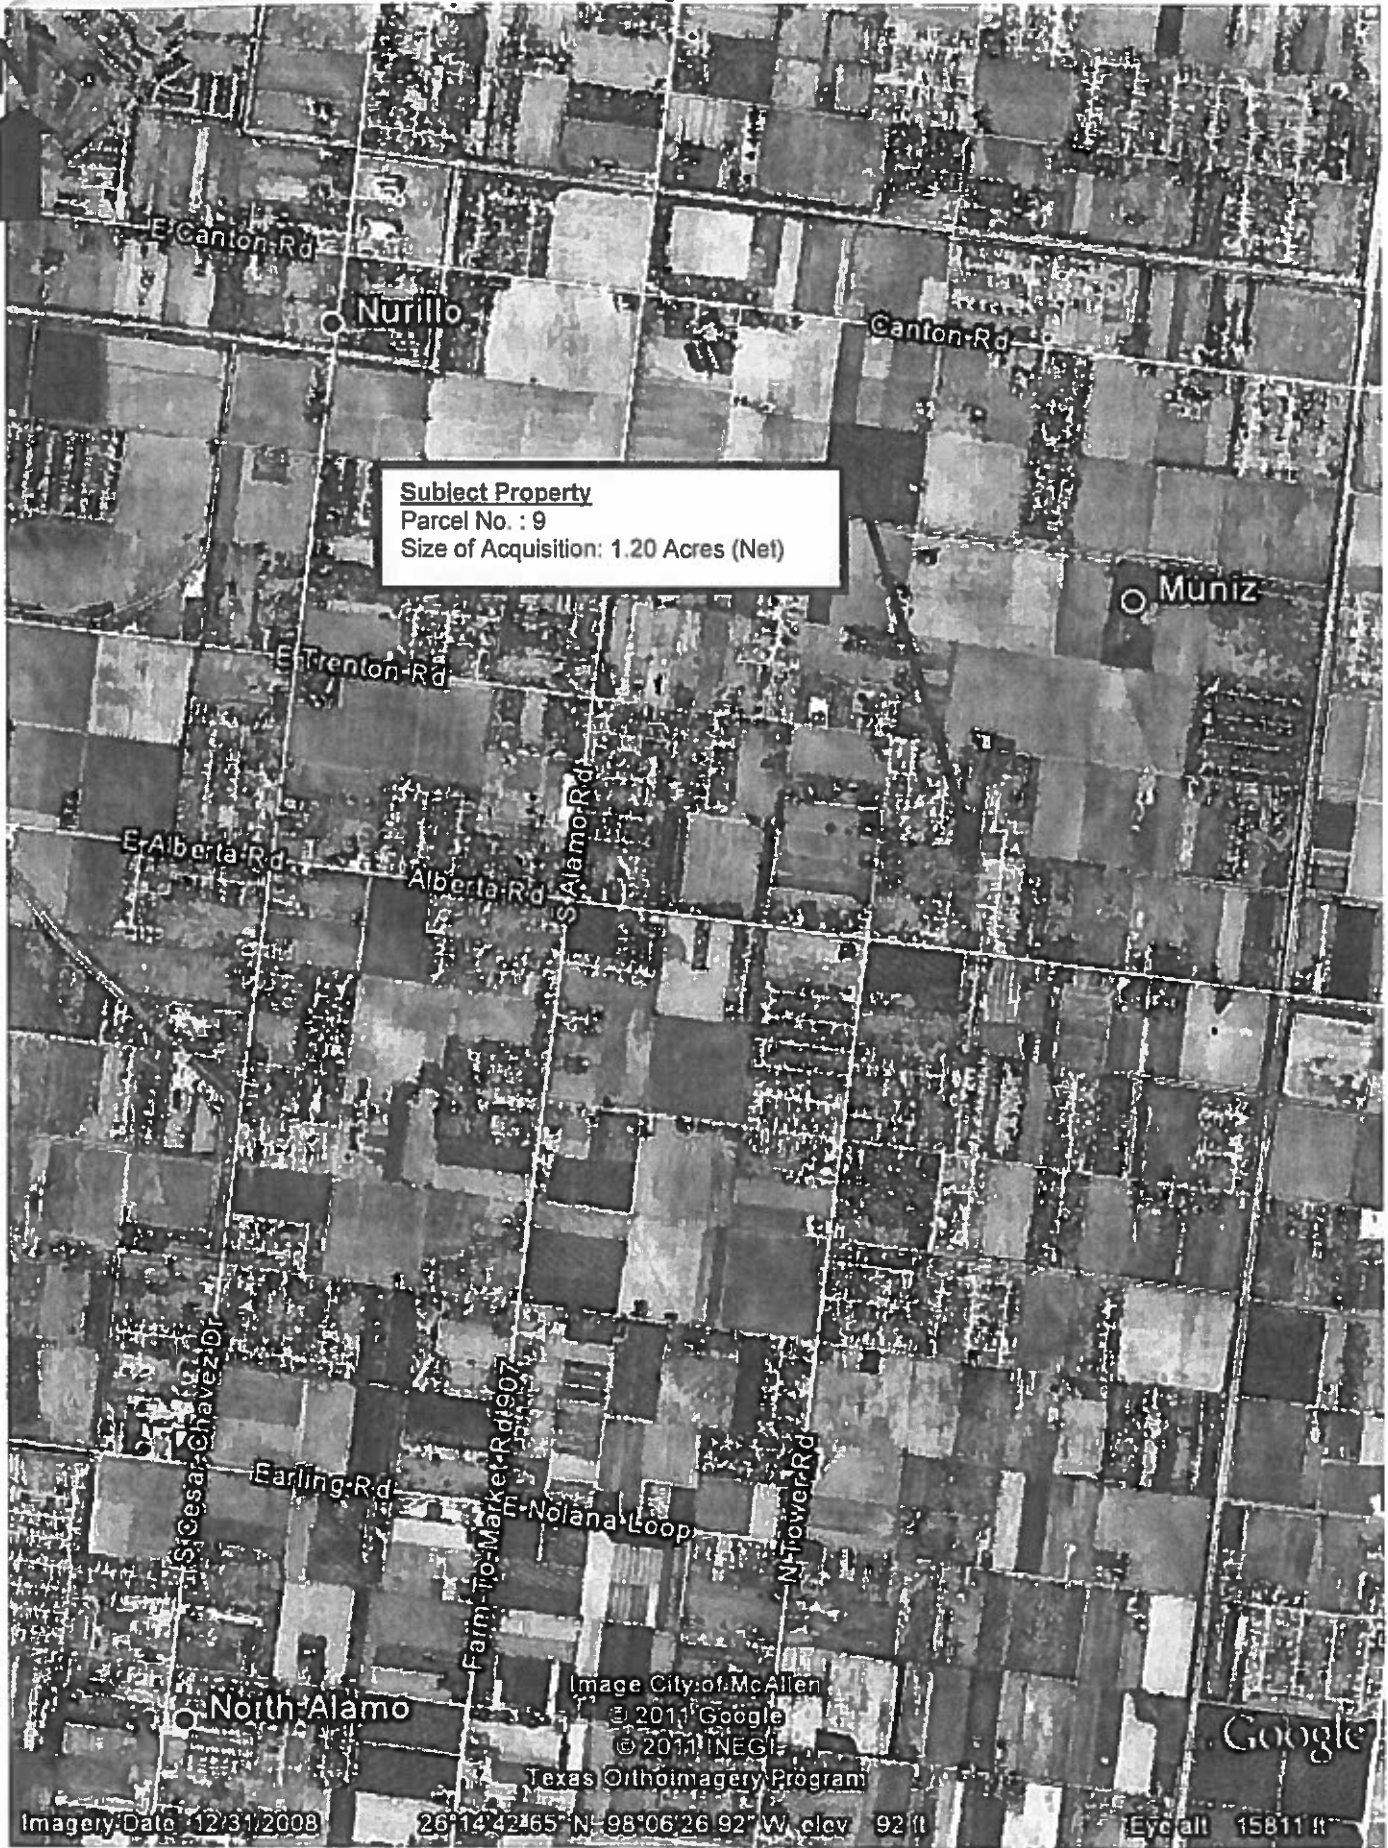 E Canton Rd
Nurillo
Canton Rd
Subject Property
Parcel No. : 9
Size of Acquisition: 1.20 Acres (Net)
Muniz
E Trenton Rd
S Alamo Rd
E Alberta Rd
Alberta Rd
S Cesar Chavez Dr
Farm-To-Market-Rd 907
N Tower Rd
Earling Rd
E Nolana Loop
North Alamo
Image City of McAllen
© 2011 Google
© 2011 INEGI
Texas Orthoimagery Program
Google
Imagery Date 12/31/2008
26°14'42.65" N 98°06'26.92" W elev 92 ft
Eye alt 15811 ft